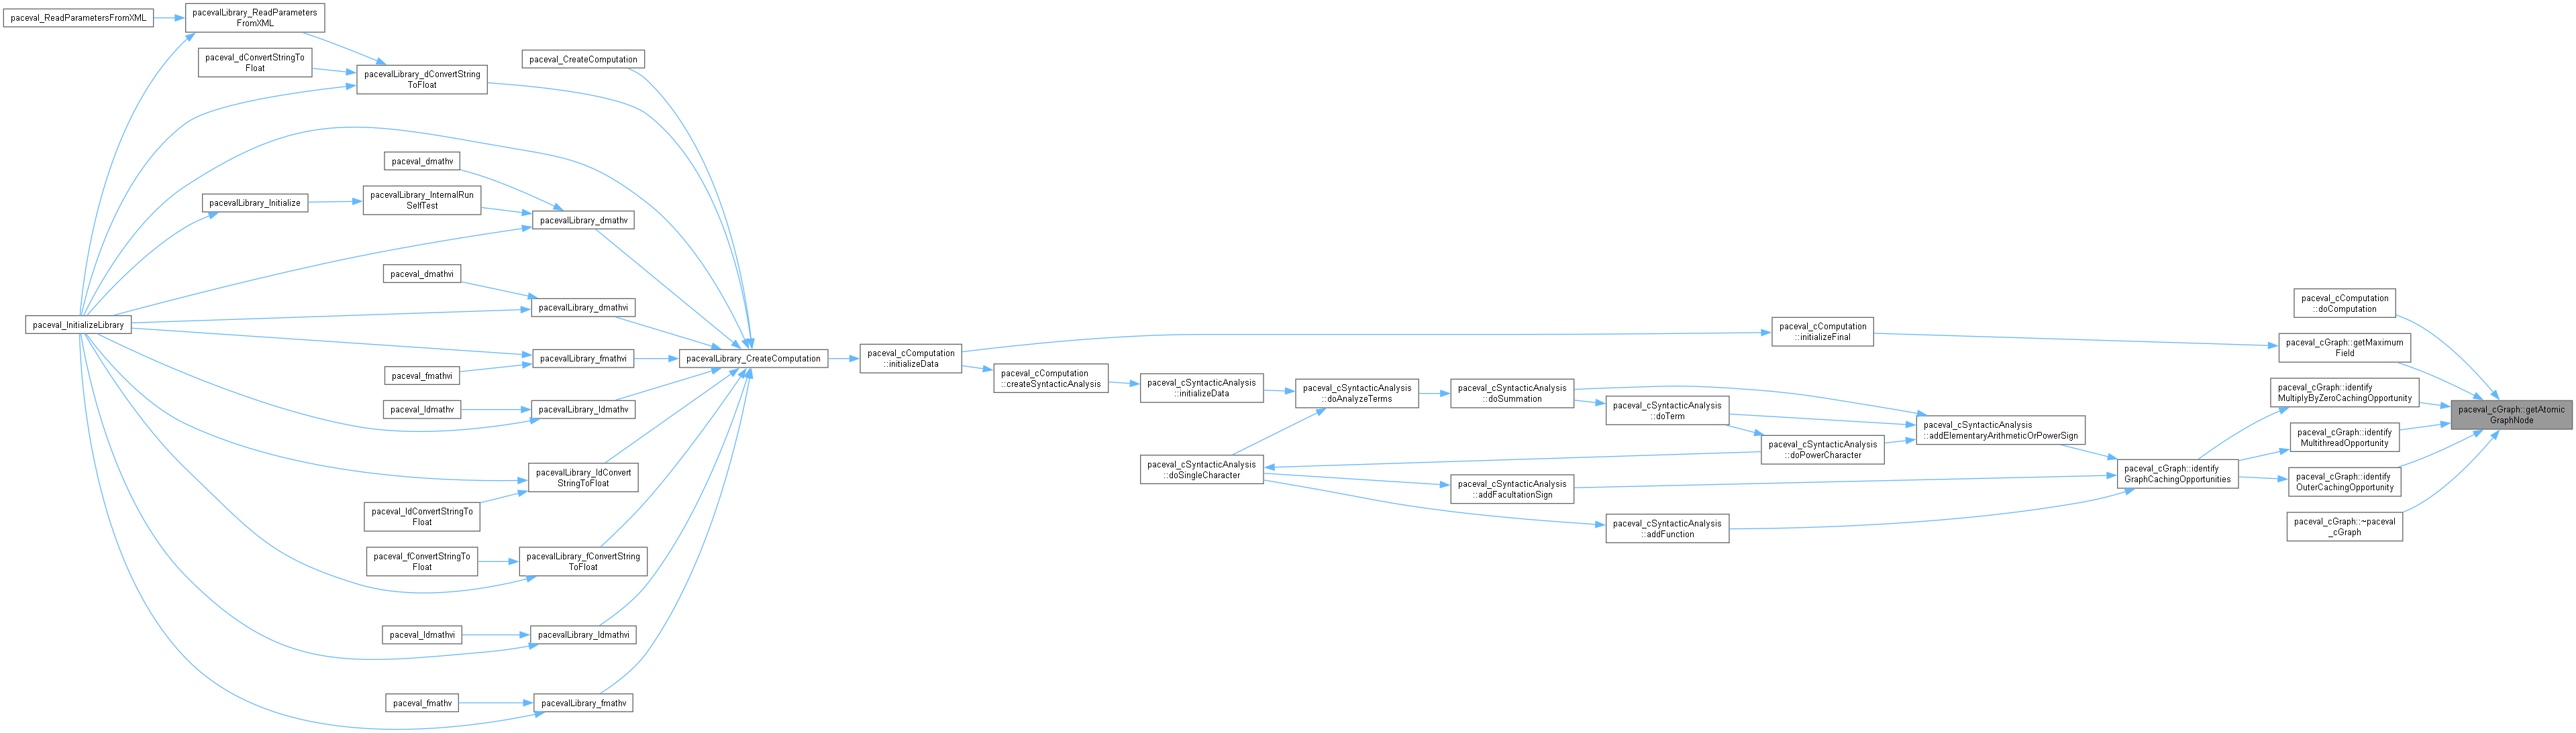 paceval_ReadParametersFromXML
pacevalLibrary_ReadParameters
FromXML
paceval_dConvertStringTo
Float
pacevalLibrary_dConvertString
ToFloat
paceval_CreateComputation
paceval_dmathv
pacevalLibrary_Initialize
pacevalLibrary_InternalRun
SelfTest
pacevalLibrary_dmathv
paceval_dmathvi
pacevalLibrary_dmathvi
paceval_InitializeLibrary
pacevalLibrary_fmathvi
paceval_fmathvi
paceval_ldmathv
pacevalLibrary_ldmathv
pacevalLibrary_ldConvert
StringToFloat
paceval_ldConvertStringTo
Float
paceval_fConvertStringTo
Float
pacevalLibrary_fConvertString
ToFloat
paceval_ldmathvi
pacevalLibrary_ldmathvi
paceval_fmathv
pacevalLibrary_fmathv
pacevalLibrary_CreateComputation
paceval_cComputation
::initializeData
paceval_cComputation
::createSyntacticAnalysis
paceval_cSyntacticAnalysis
::initializeData
paceval_cSyntacticAnalysis
::doAnalyzeTerms
paceval_cSyntacticAnalysis
::doSingleCharacter
paceval_cSyntacticAnalysis
::doSummation
paceval_cSyntacticAnalysis
::addFacultationSign
paceval_cSyntacticAnalysis
::doTerm
paceval_cSyntacticAnalysis
::addFunction
paceval_cComputation
::initializeFinal
paceval_cSyntacticAnalysis
::doPowerCharacter
paceval_cSyntacticAnalysis
::addElementaryArithmeticOrPowerSign
paceval_cGraph::identify
GraphCachingOpportunities
paceval_cComputation
::doComputation
paceval_cGraph::getMaximum
Field
paceval_cGraph::identify
MultiplyByZeroCachingOpportunity
paceval_cGraph::identify
MultithreadOpportunity
paceval_cGraph::identify
OuterCachingOpportunity
paceval_cGraph::~paceval
_cGraph
paceval_cGraph::getAtomic
GraphNode